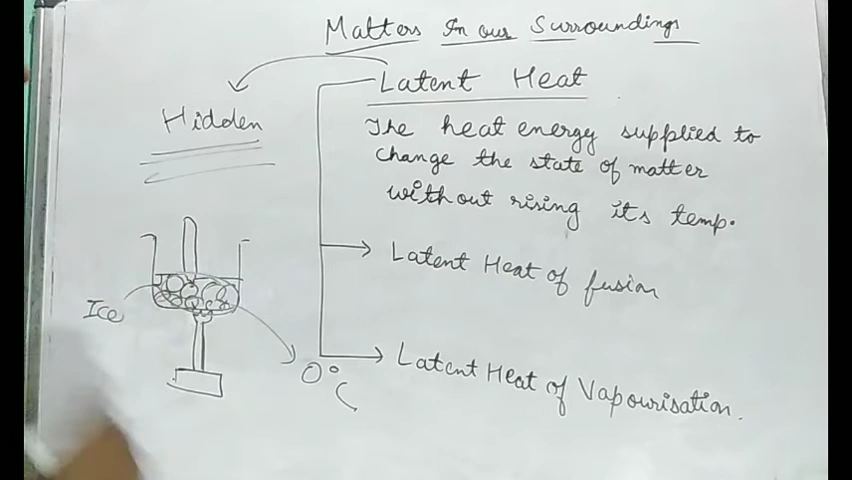 Matters In our Surroundings
Latent Heat
Hidden
The heat energy supplied to
change the state of matter
without rising its temp.
Latent Heat of fusion
Ice
0°C
Latent Heat of Vapourisation.